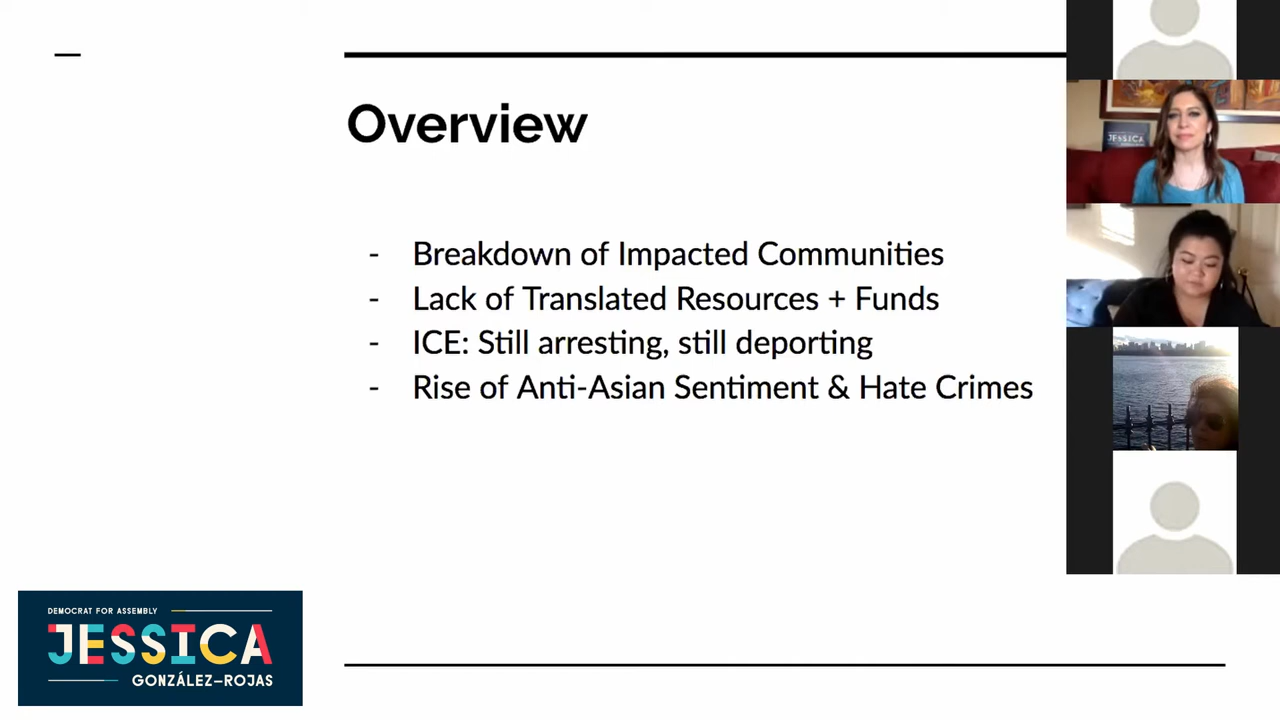 Overview
- Breakdown of Impacted Communities
- Lack of Translated Resources + Funds
- ICE: Still arresting, still deporting
- Rise of Anti-Asian Sentiment & Hate Crimes
JESSICA
DEMOCRAT FOR ASSEMBLY
JESSICA
GONZÁLEZ-ROJAS